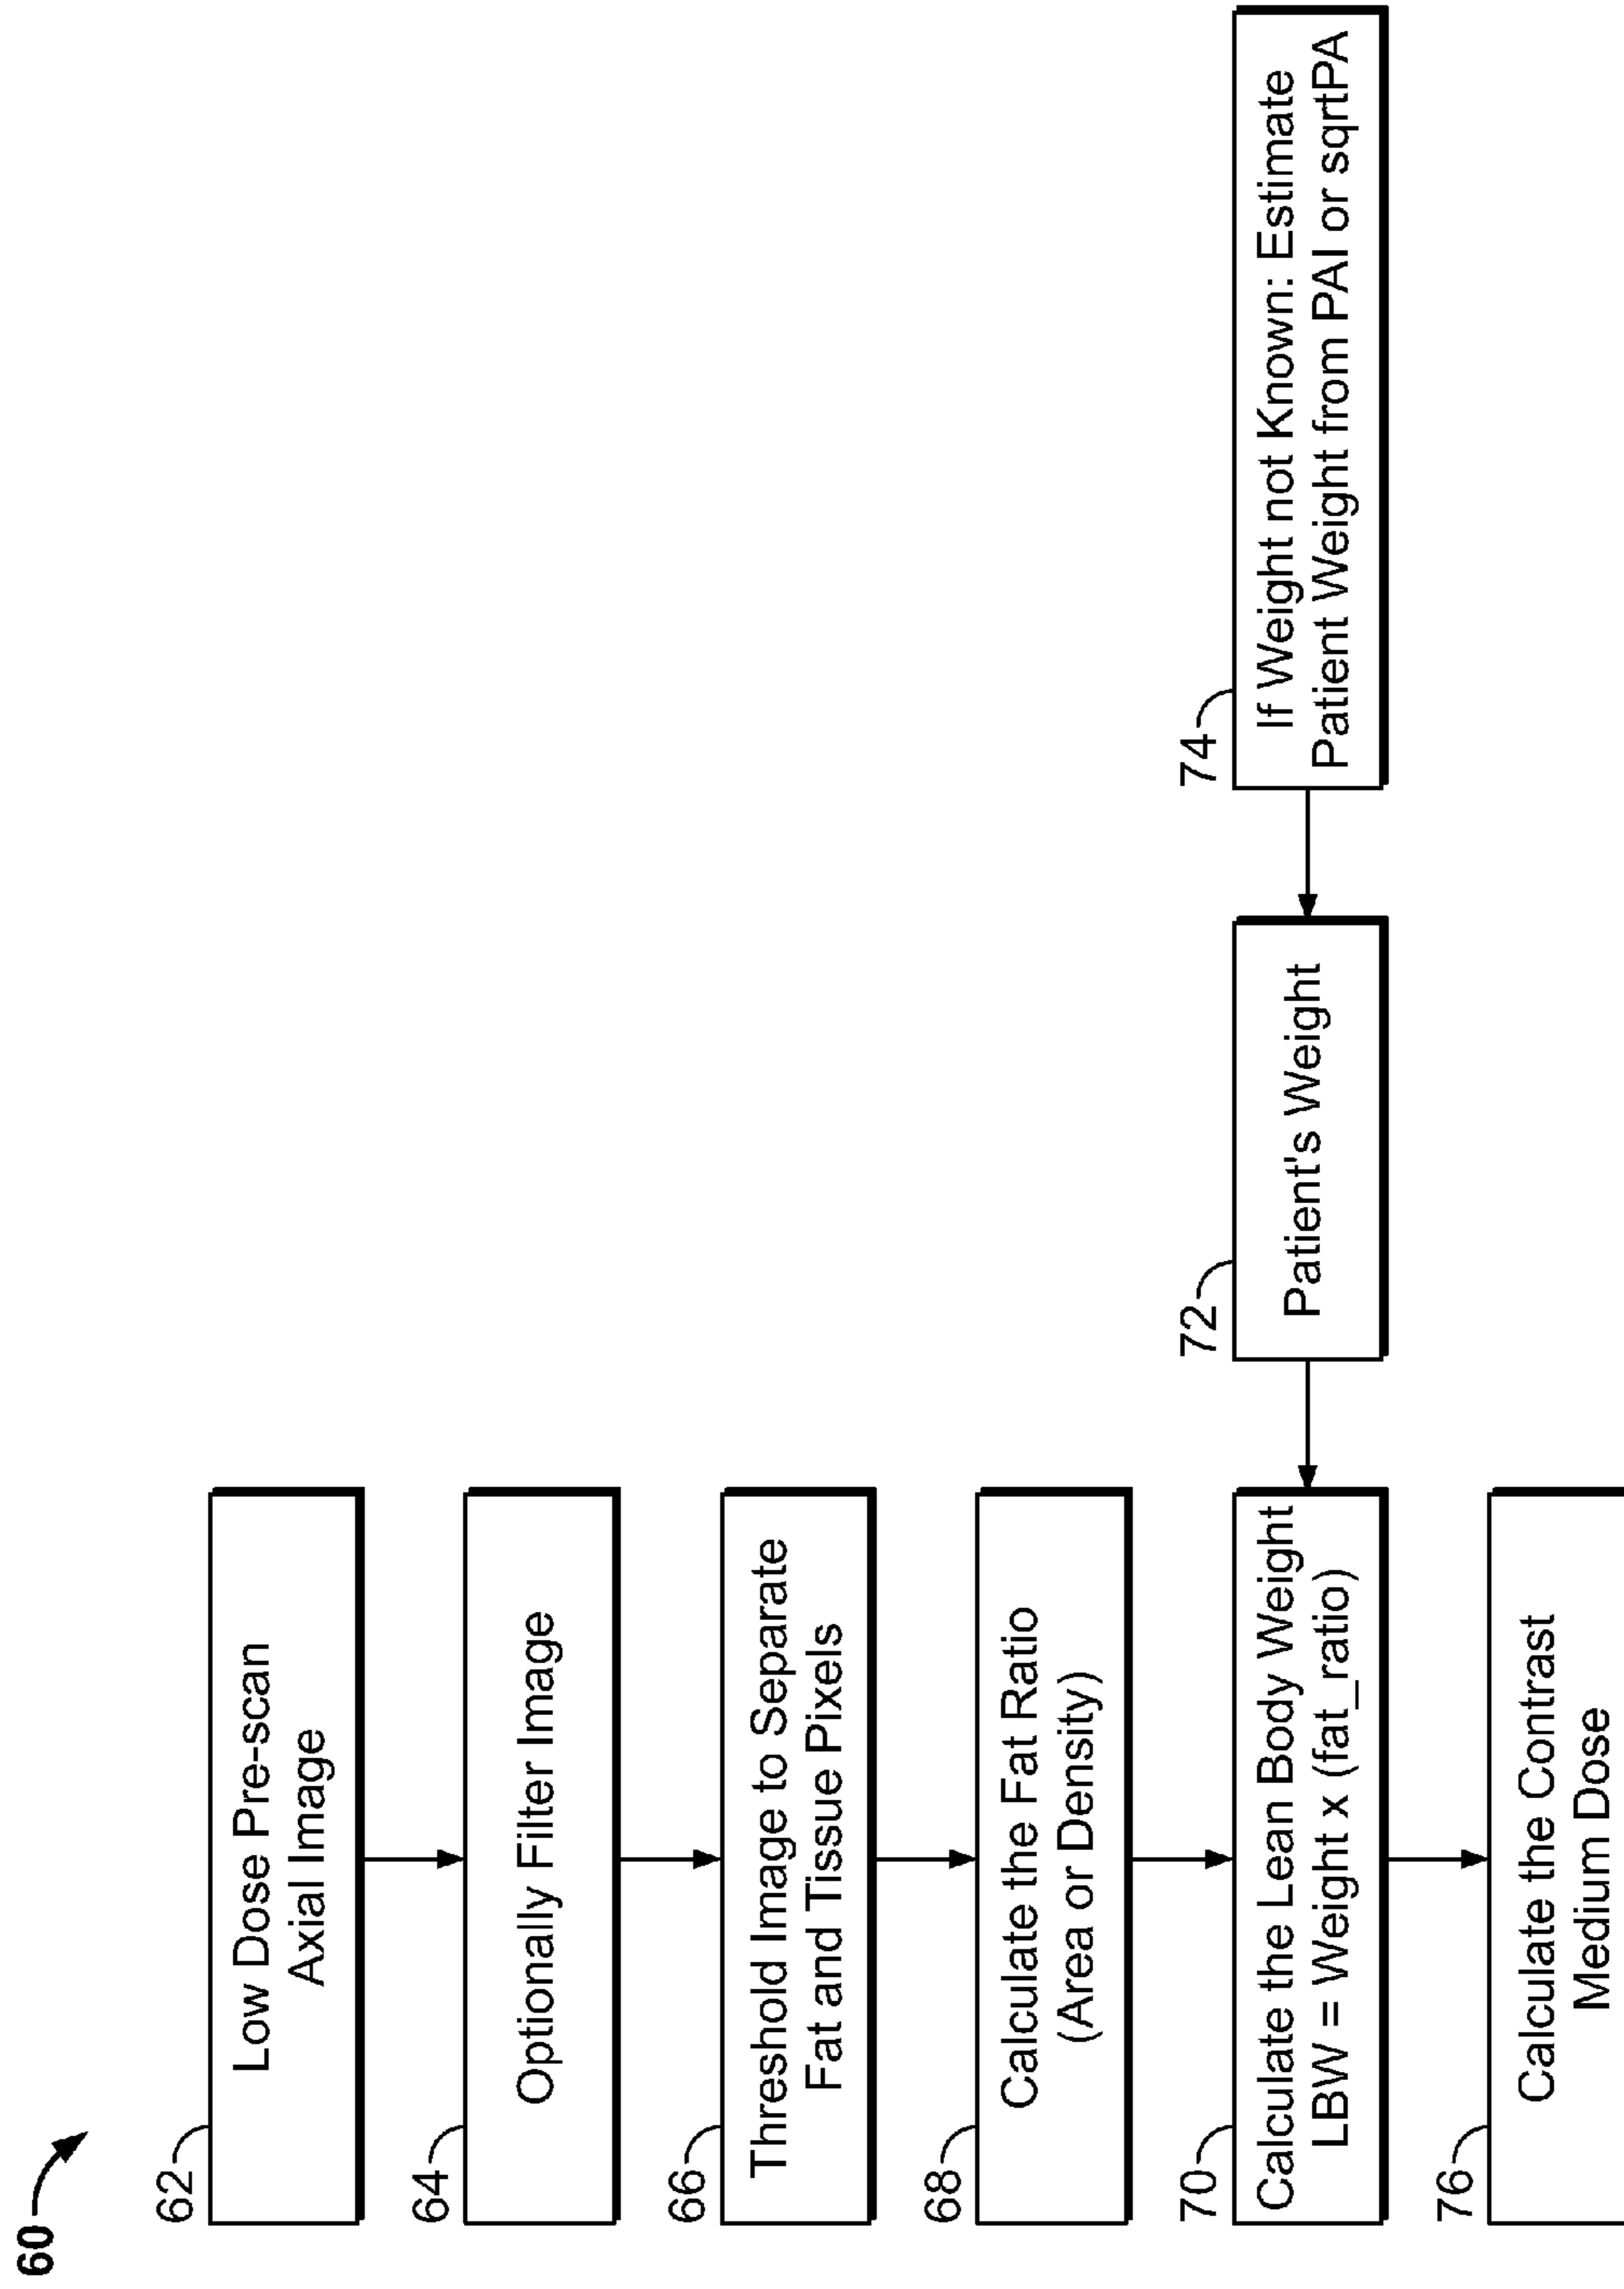 60
62
Low Dose Pre-scan
Axial Image
64
Optionally Filter Image
66
Threshold Image to Separate
Fat and Tissue Pixels
68
Calculate the Fat Ratio
(Area or Density)
70
Calculate the Lean Body Weight
LBW = Weight x (fat_ratio)
72
Patient's Weight
74
If Weight not Known: Estimate
Patient Weight from PAI or sqrtPA
76
Calculate the Contrast
Medium Dose